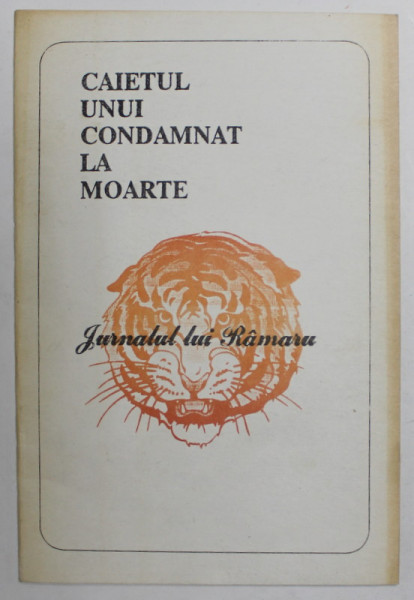 CAIETUL
UNUI
CONDAMNAT
LA
MOARTE
Jurnalul lui Râmaru